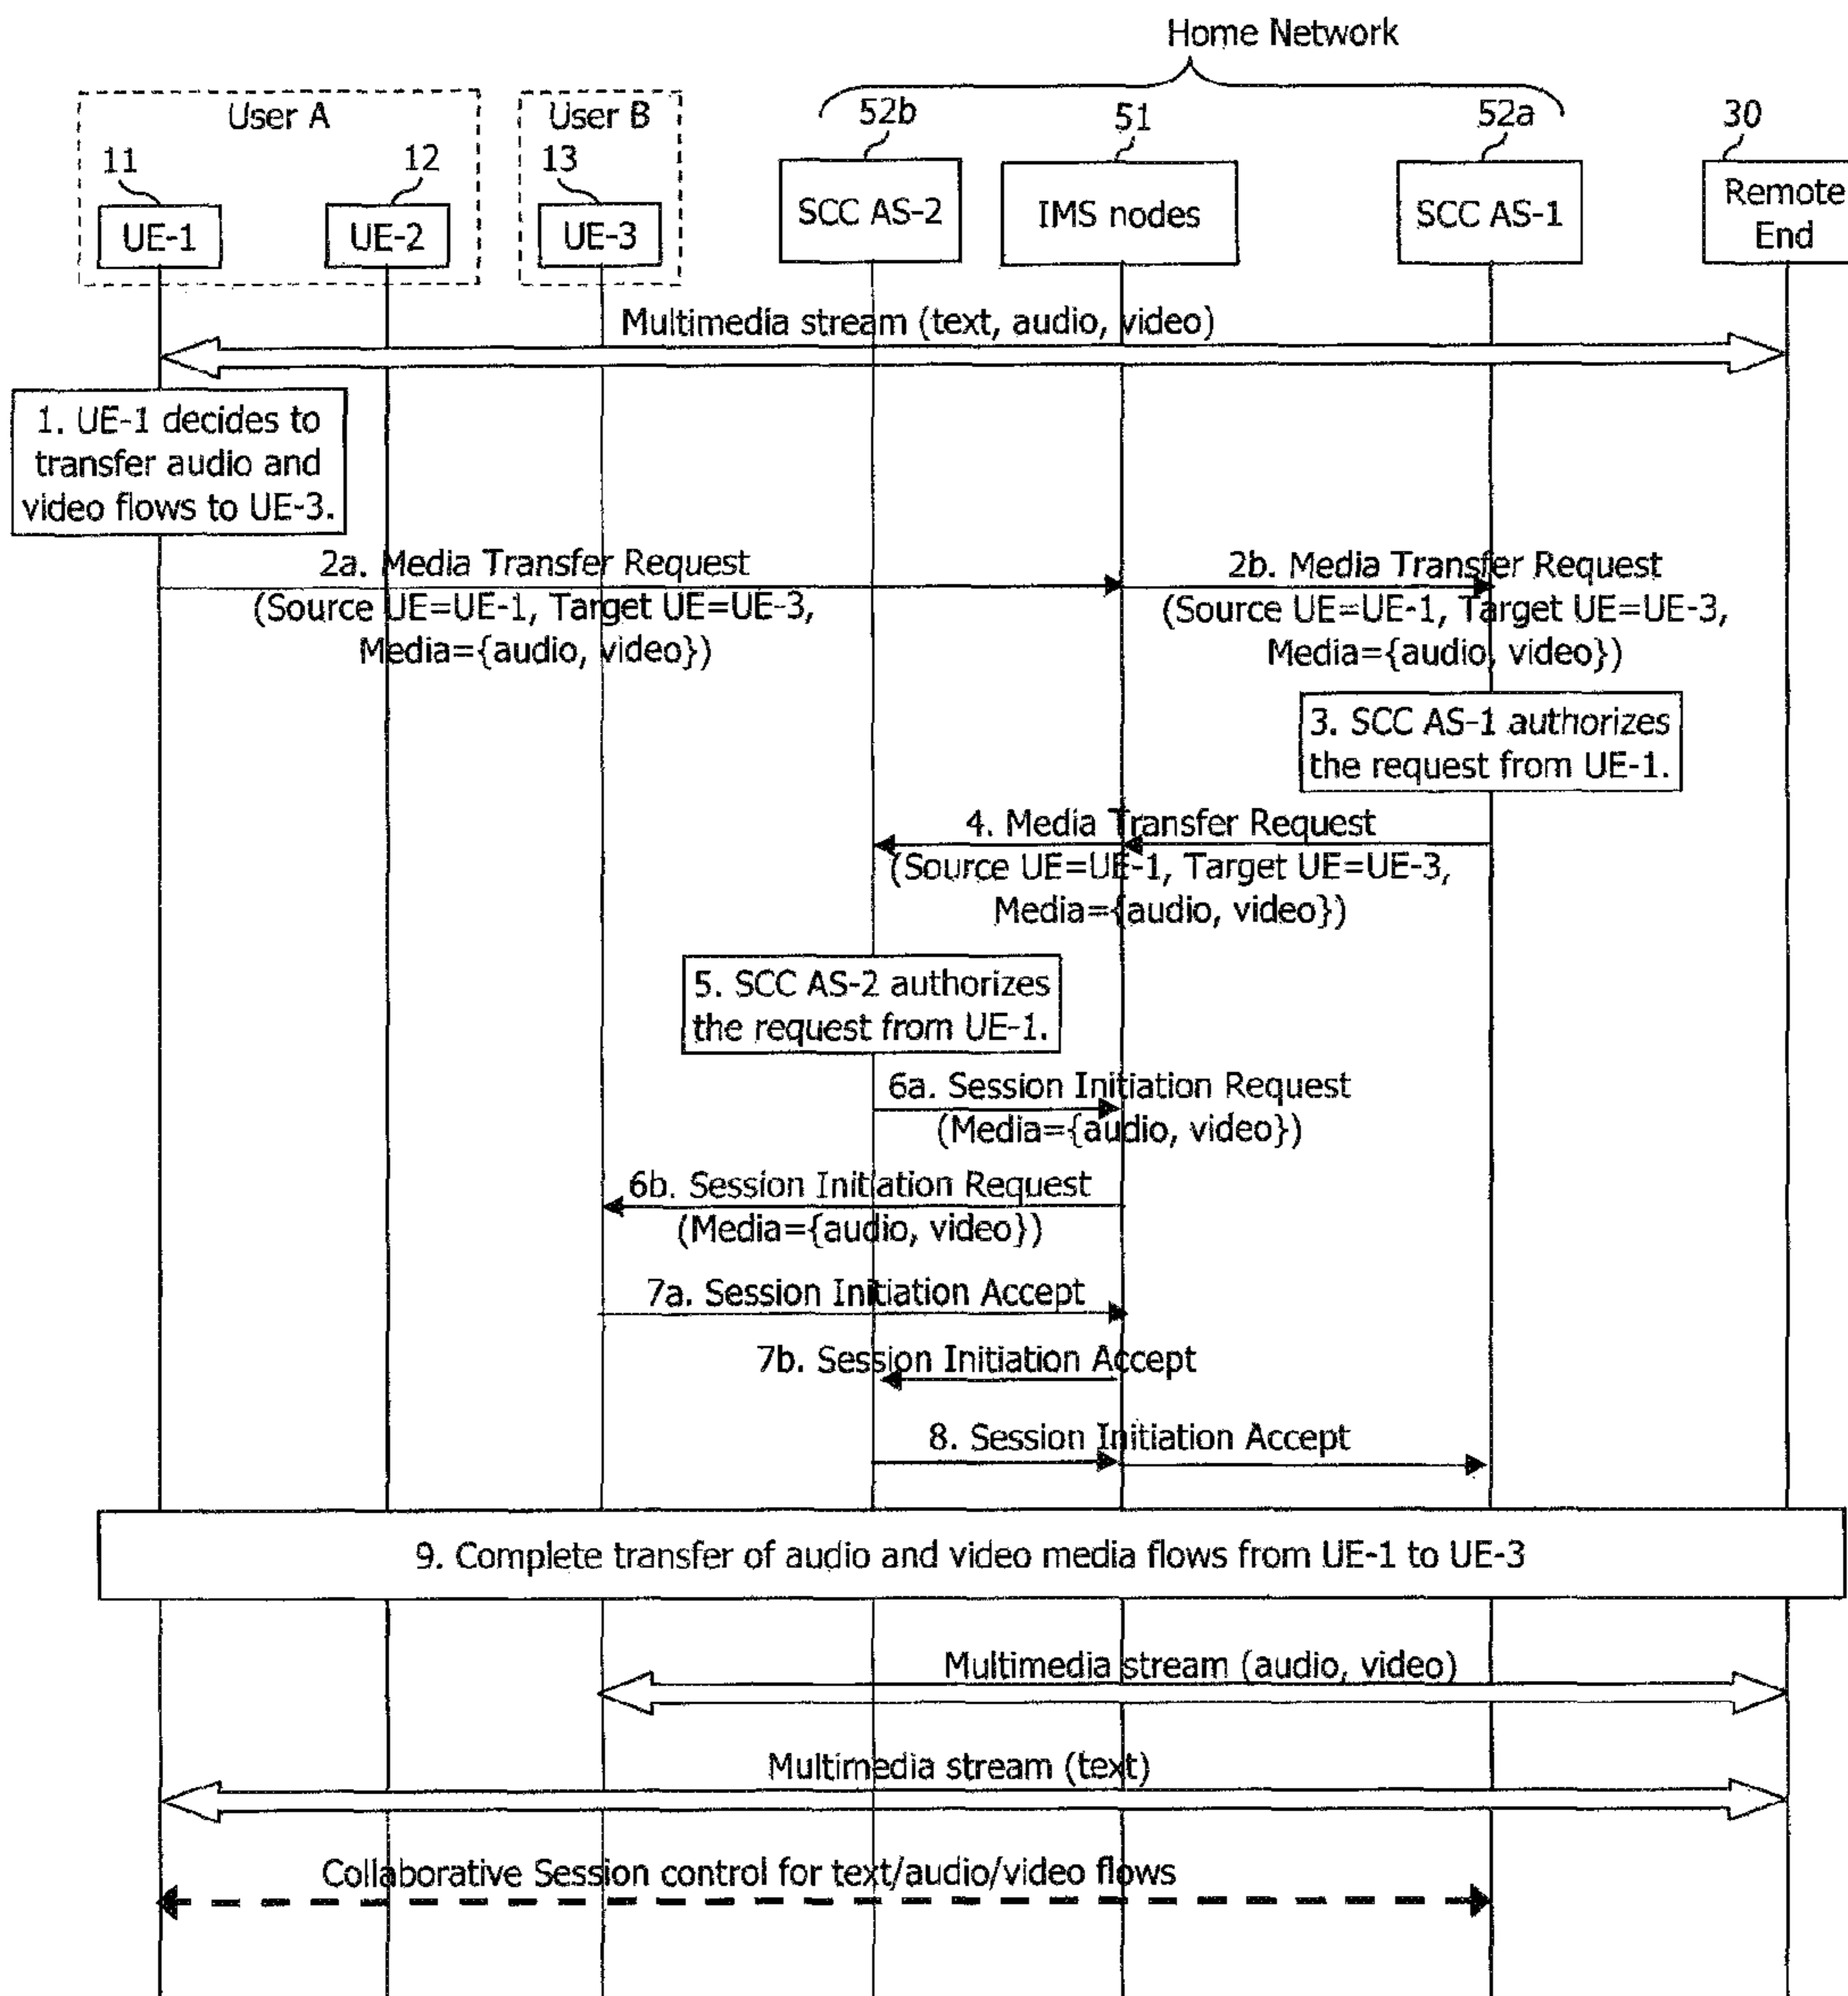 Home Network
User A
User B
52b
51
52a
30
11
12
13
UE-1
UE-2
UE-3
SCC AS-2
IMS nodes
SCC AS-1
Remote
End
Multimedia stream (text, audio, video)
1. UE-1 decides to
transfer audio and
video flows to UE-3.
2a. Media Transfer Request
(Source UE=UE-1, Target UE=UE-3,
Media={audio, video})
2b. Media Transfer Request
(Source UE=UE-1, Target UE=UE-3,
Media={audio, video})
3. SCC AS-1 authorizes
the request from UE-1.
4. Media Transfer Request
(Source UE=UE-1, Target UE=UE-3,
Media={audio, video})
5. SCC AS-2 authorizes
the request from UE-1.
6a. Session Initiation Request
(Media={audio, video})
6b. Session Initiation Request
(Media={audio, video})
7a. Session Initiation Accept
7b. Session Initiation Accept
8. Session Initiation Accept
9. Complete transfer of audio and video media flows from UE-1 to UE-3
Multimedia stream (audio, video)
Multimedia stream (text)
Collaborative Session control for text/audio/video flows